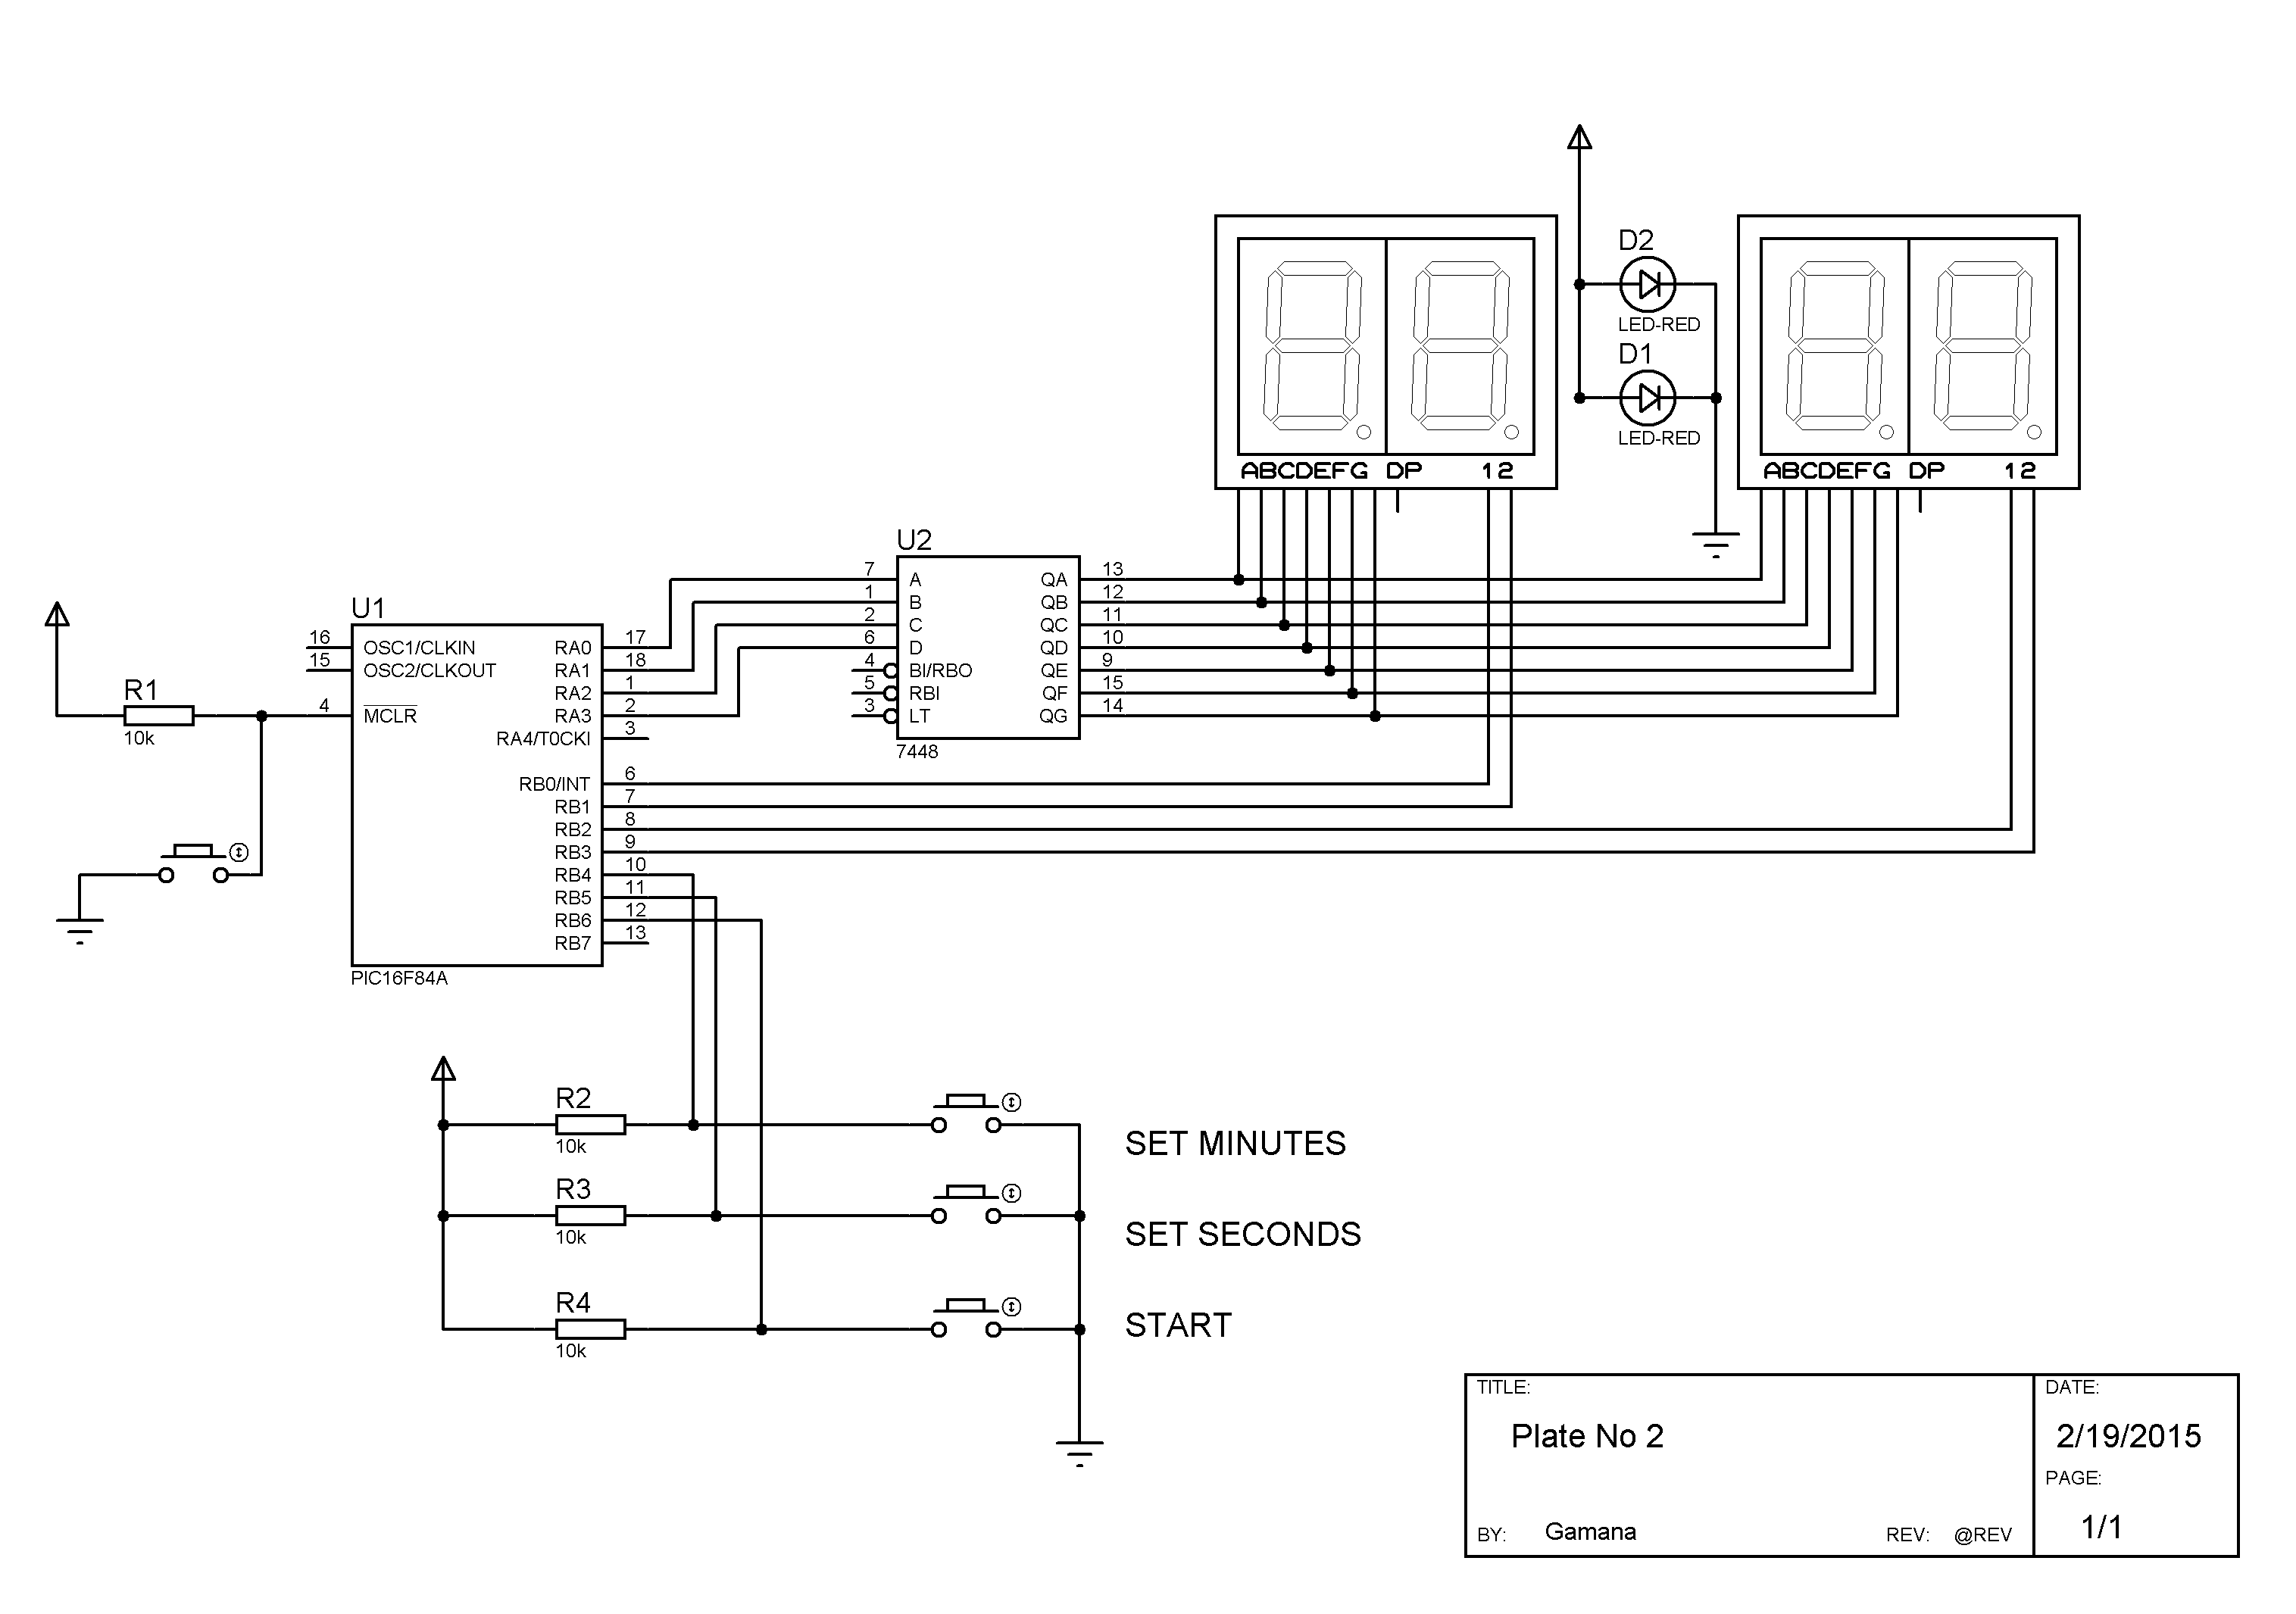 D2
LED-RED
D1
LED-RED
ABCDEFG DP 12
ABCDEFG DP 12
U2
7 A QA 13
1 B QB 12
2 C QC 11
6 D QD 10
4 BI/RBO QE 9
5 RBI QF 15
3 LT QG 14
7448
U1
16 OSC1/CLKIN RA0 17
15 OSC2/CLKOUT RA1 18
RA2 1
4 MCLR RA3 2
RA4/T0CKI 3
RB0/INT 6
RB1 7
RB2 8
RB3 9
RB4 10
RB5 11
RB6 12
RB7 13
PIC16F84A
R1
10k
R2
10k
SET MINUTES
R3
10k
SET SECONDS
R4
10k
START
TITLE:
Plate No 2
BY: Gamana
REV: @REV
DATE:
2/19/2015
PAGE:
1/1